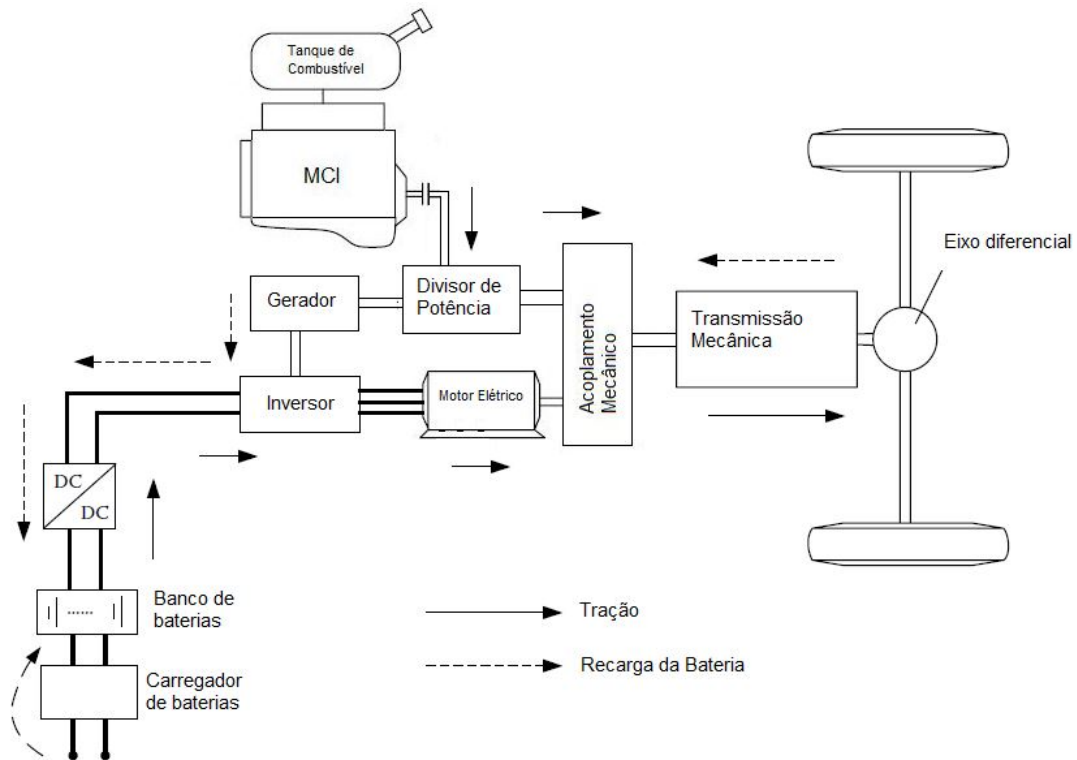 Tanque de
Combustível
MCI
Eixo diferencial
Divisor de
Potência
Gerador
Acoplamento
Mecânico
Transmissão
Mecânica
Inversor
Motor Elétrico
DC
DC
Banco de
baterias
Tração
Recarga da Bateria
Carregador
de baterias